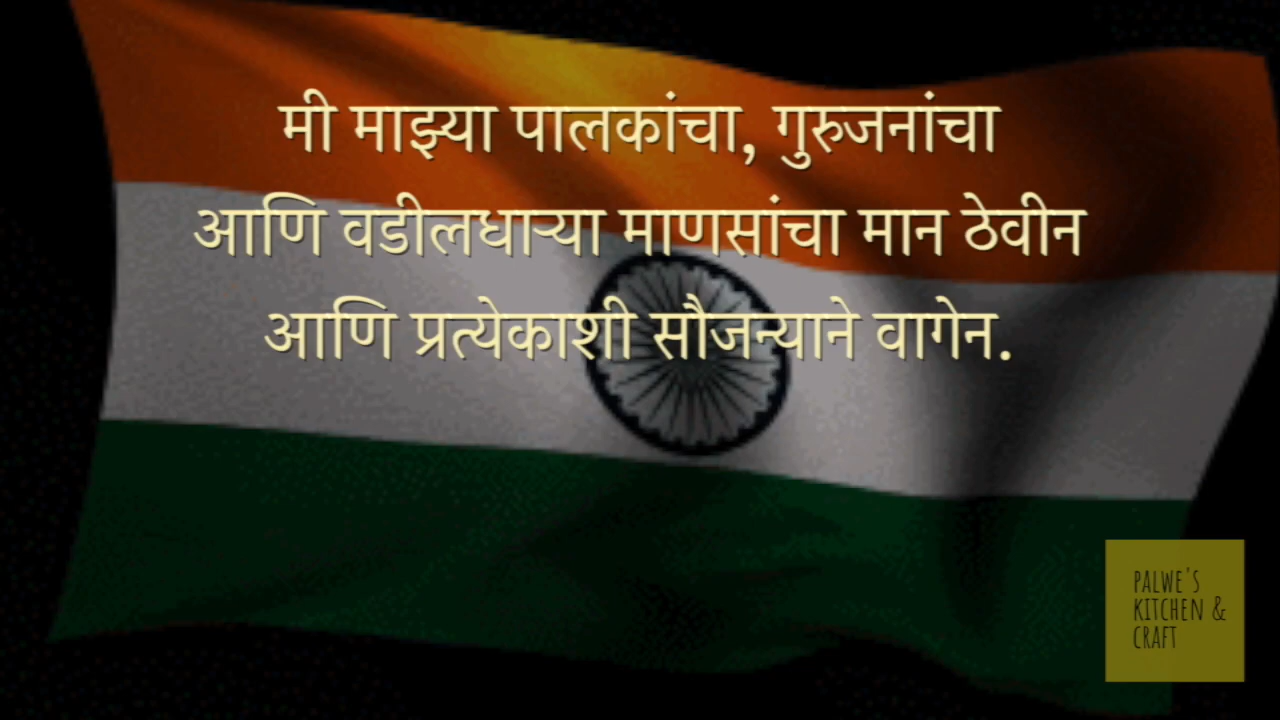 मी माझ्या पालकांचा, गुरुजनांचा
आणि वडीलधाऱ्या माणसांचा मान ठेवीन
आणि प्रत्येकाशी सौजन्याने वागेन.
PALWE'S
KITCHEN &
CRAFT